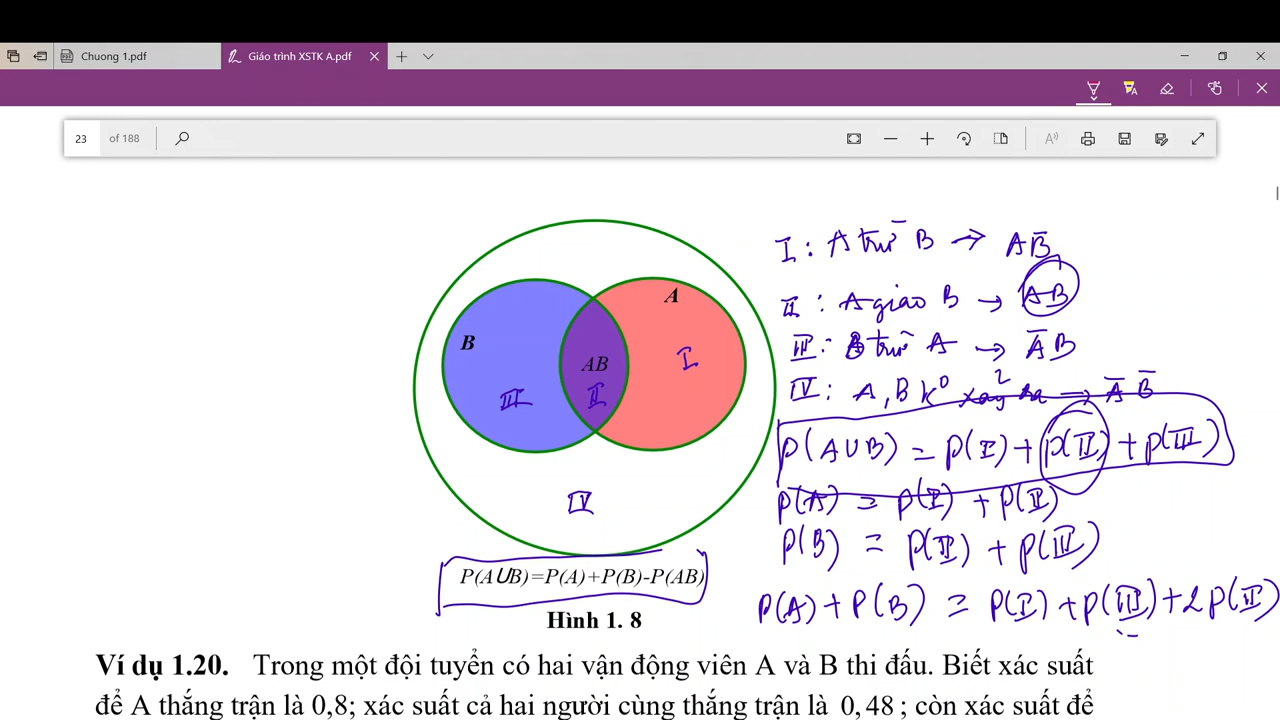 Chuong 1.pdf
Giáo trình XSTK A.pdf
23 of 188
I : A trừ B → AB̅
A
II : A giao B → AB
B
III : B trừ A → A̅B
AB
I
III
II
IV : A, B k⁰ xảy ra → A̅ B̅
P(A∪B) = P(I) + P(II) + P(III)
IV
P(A) = P(I) + P(II)
P(B) = P(II) + P(III)
P(A∪B)=P(A)+P(B)-P(AB)
P(A) + P(B) = P(I) + P(III) + 2P(II)
Hình 1. 8
Ví dụ 1.20. Trong một đội tuyển có hai vận động viên A và B thi đấu. Biết xác suất
để A thắng trận là 0,8; xác suất cả hai người cùng thắng trận là 0,48 ; còn xác suất để